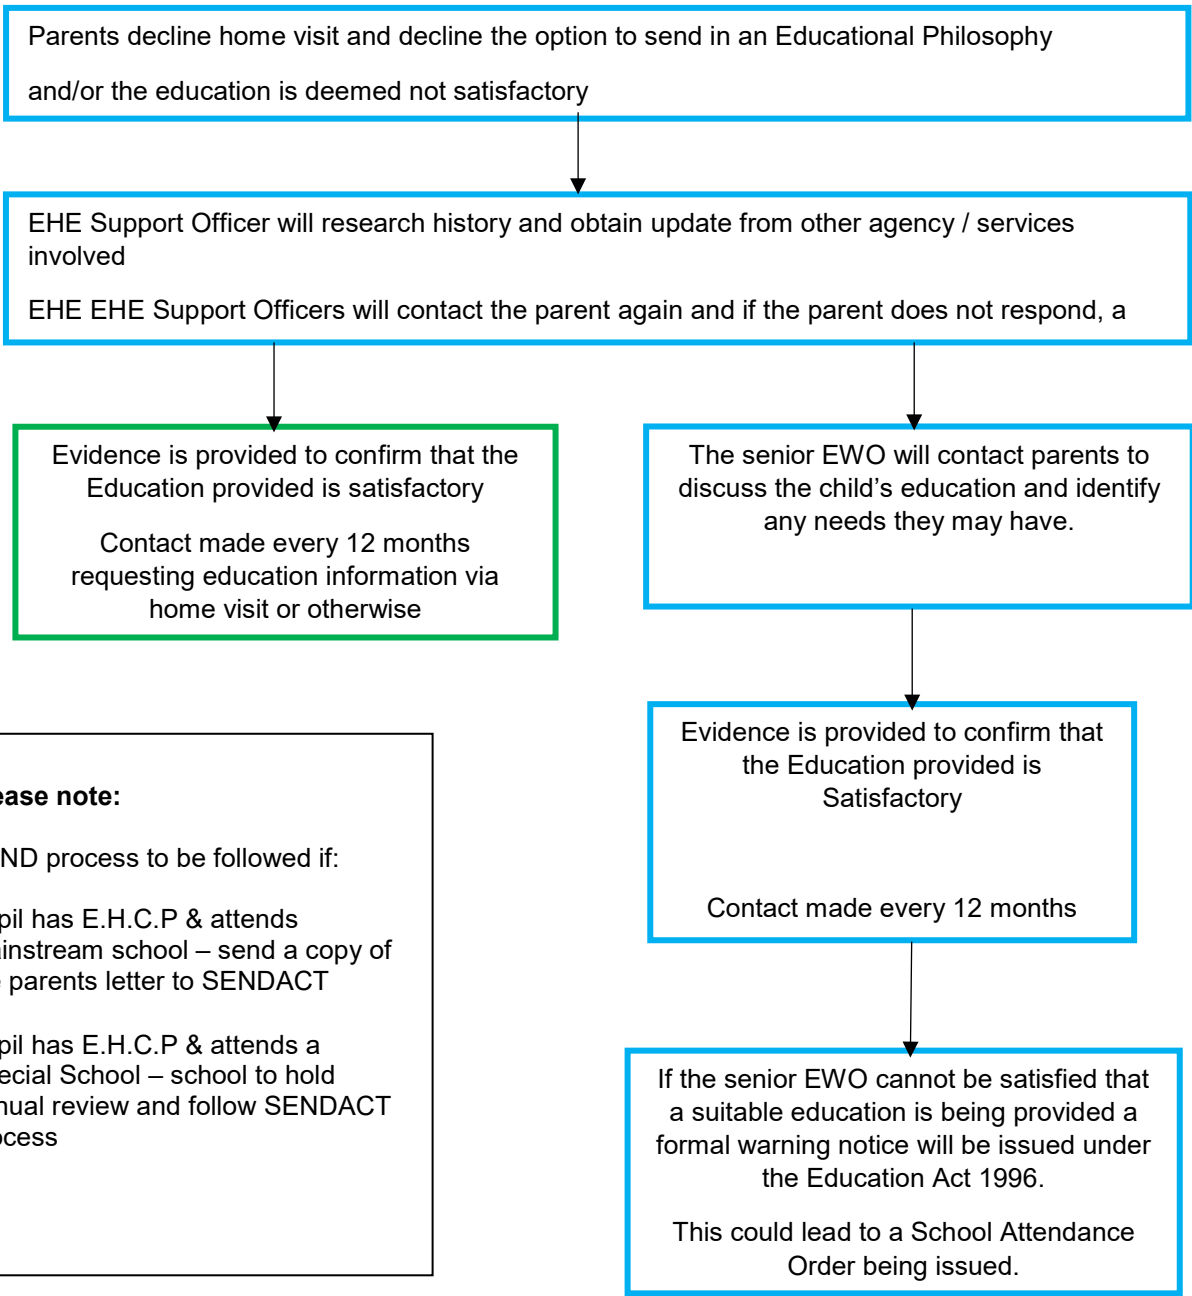 Parents decline home visit and decline the option to send in an Educational Philosophy
and/or the education is deemed not satisfactory
EHE Support Officer will research history and obtain update from other agency / services
involved
EHE EHE Support Officers will contact the parent again and if the parent does not respond, a
Evidence is provided to confirm that the
Education provided is satisfactory
Contact made every 12 months
requesting education information via
home visit or otherwise
The senior EWO will contact parents to
discuss the child’s education and identify
any needs they may have.
Evidence is provided to confirm that
the Education provided is
Satisfactory
Contact made every 12 months
If the senior EWO cannot be satisfied that
a suitable education is being provided a
formal warning notice will be issued under
the Education Act 1996.
This could lead to a School Attendance
Order being issued.
ease note:
ND process to be followed if:
pil has E.H.C.P & attends
ainstream school – send a copy of
e parents letter to SENDACT
pil has E.H.C.P & attends a
ecial School – school to hold
nual review and follow SENDACT
ocess